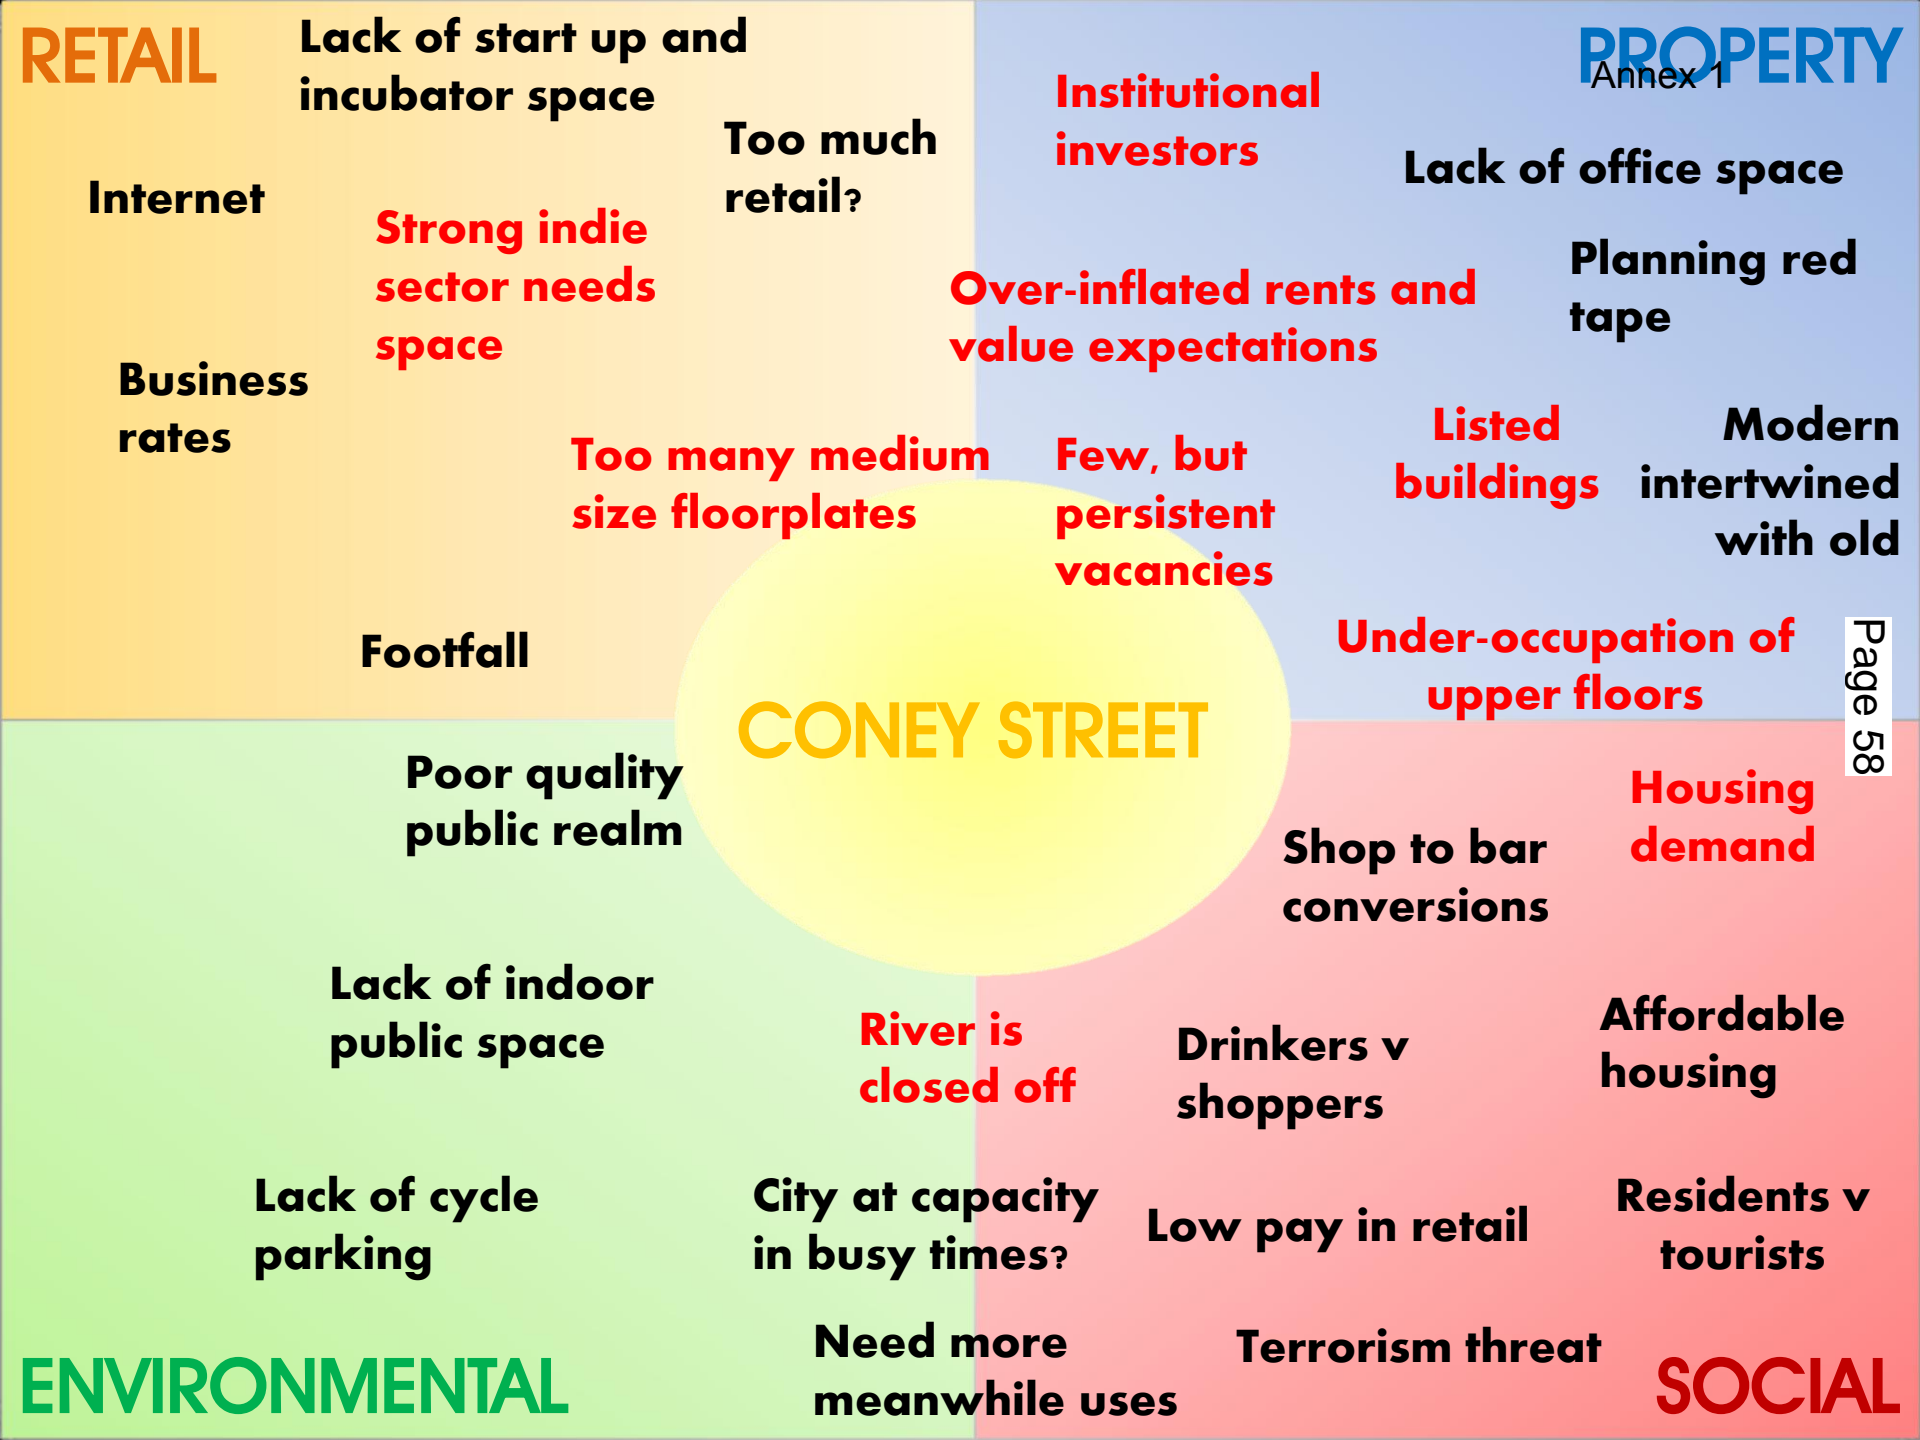 RETAIL
Lack of start up and
incubator space
Too much
retail?
Internet
Strong indie
sector needs
space
Business
rates
Too many medium
size floorplates
Footfall
PROPERTY
Annex 1
Institutional
investors
Lack of office space
Planning red
tape
Over-inflated rents and
value expectations
Few, but
persistent
vacancies
Listed
buildings
Modern
intertwined
with old
Under-occupation of
upper floors
Page 58
CONEY STREET
Poor quality
public realm
Lack of indoor
public space
River is
closed off
Lack of cycle
parking
City at capacity
in busy times?
Need more
meanwhile uses
ENVIRONMENTAL
Housing
demand
Shop to bar
conversions
Affordable
housing
Drinkers v
shoppers
Low pay in retail
Residents v
tourists
Terrorism threat
SOCIAL